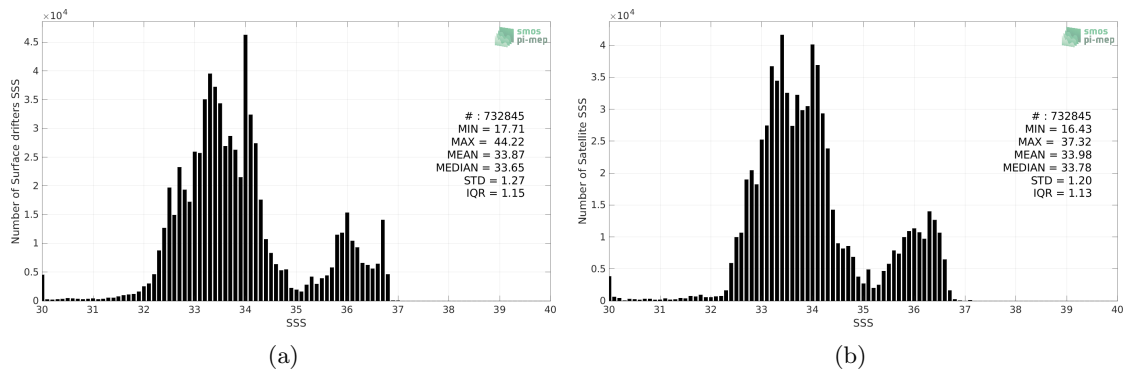 ×10⁴
4.5
4
3.5
3
2.5
2
1.5
1
0.5
0
Number of Surface drifters SSS
30 31 32 33 34 35 36 37 38 39 40
SSS
smos
pi-mep
# : 732845
MIN = 17.71
MAX = 44.22
MEAN = 33.87
MEDIAN = 33.65
STD = 1.27
IQR = 1.15
(a)
×10⁴
4
3.5
3
2.5
2
1.5
1
0.5
0
Number of Satellite SSS
30 31 32 33 34 35 36 37 38 39 40
SSS
smos
pi-mep
# : 732845
MIN = 16.43
MAX = 37.32
MEAN = 33.98
MEDIAN = 33.78
STD = 1.20
IQR = 1.13
(b)